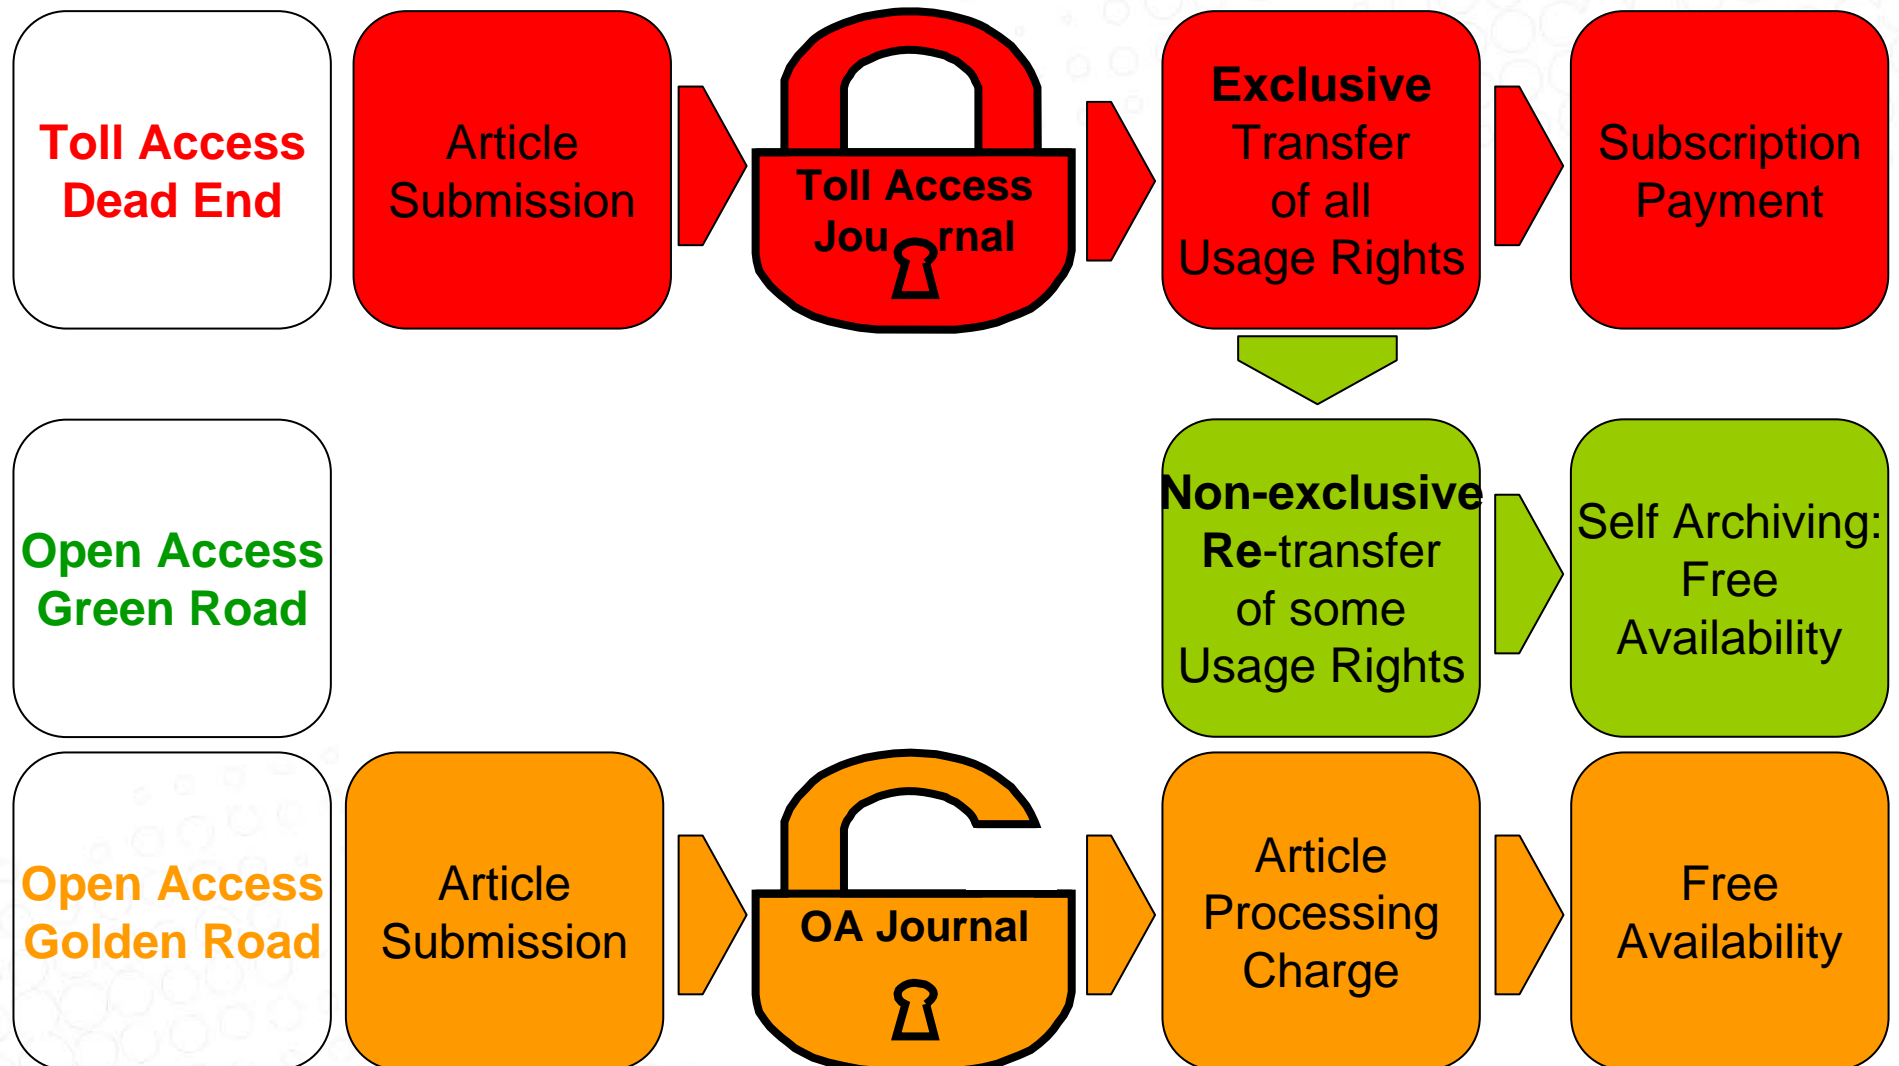 Toll Access
Dead End
Article
Submission
Toll Access
Jou rnal
Exclusive
Transfer
of all
Usage Rights
Subscription
Payment
Open Access
Green Road
Non-exclusive
Re-transfer
of some
Usage Rights
Self Archiving:
Free
Availability
Open Access
Golden Road
Article
Submission
OA Journal
Article
Processing
Charge
Free
Availability